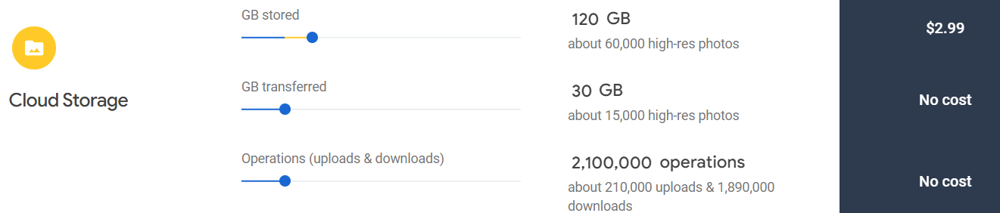 Cloud Storage
GB stored
120 GB
about 60,000 high-res photos
$2.99
GB transferred
30 GB
about 15,000 high-res photos
No cost
Operations (uploads & downloads)
2,100,000 operations
about 210,000 uploads & 1,890,000
downloads
No cost